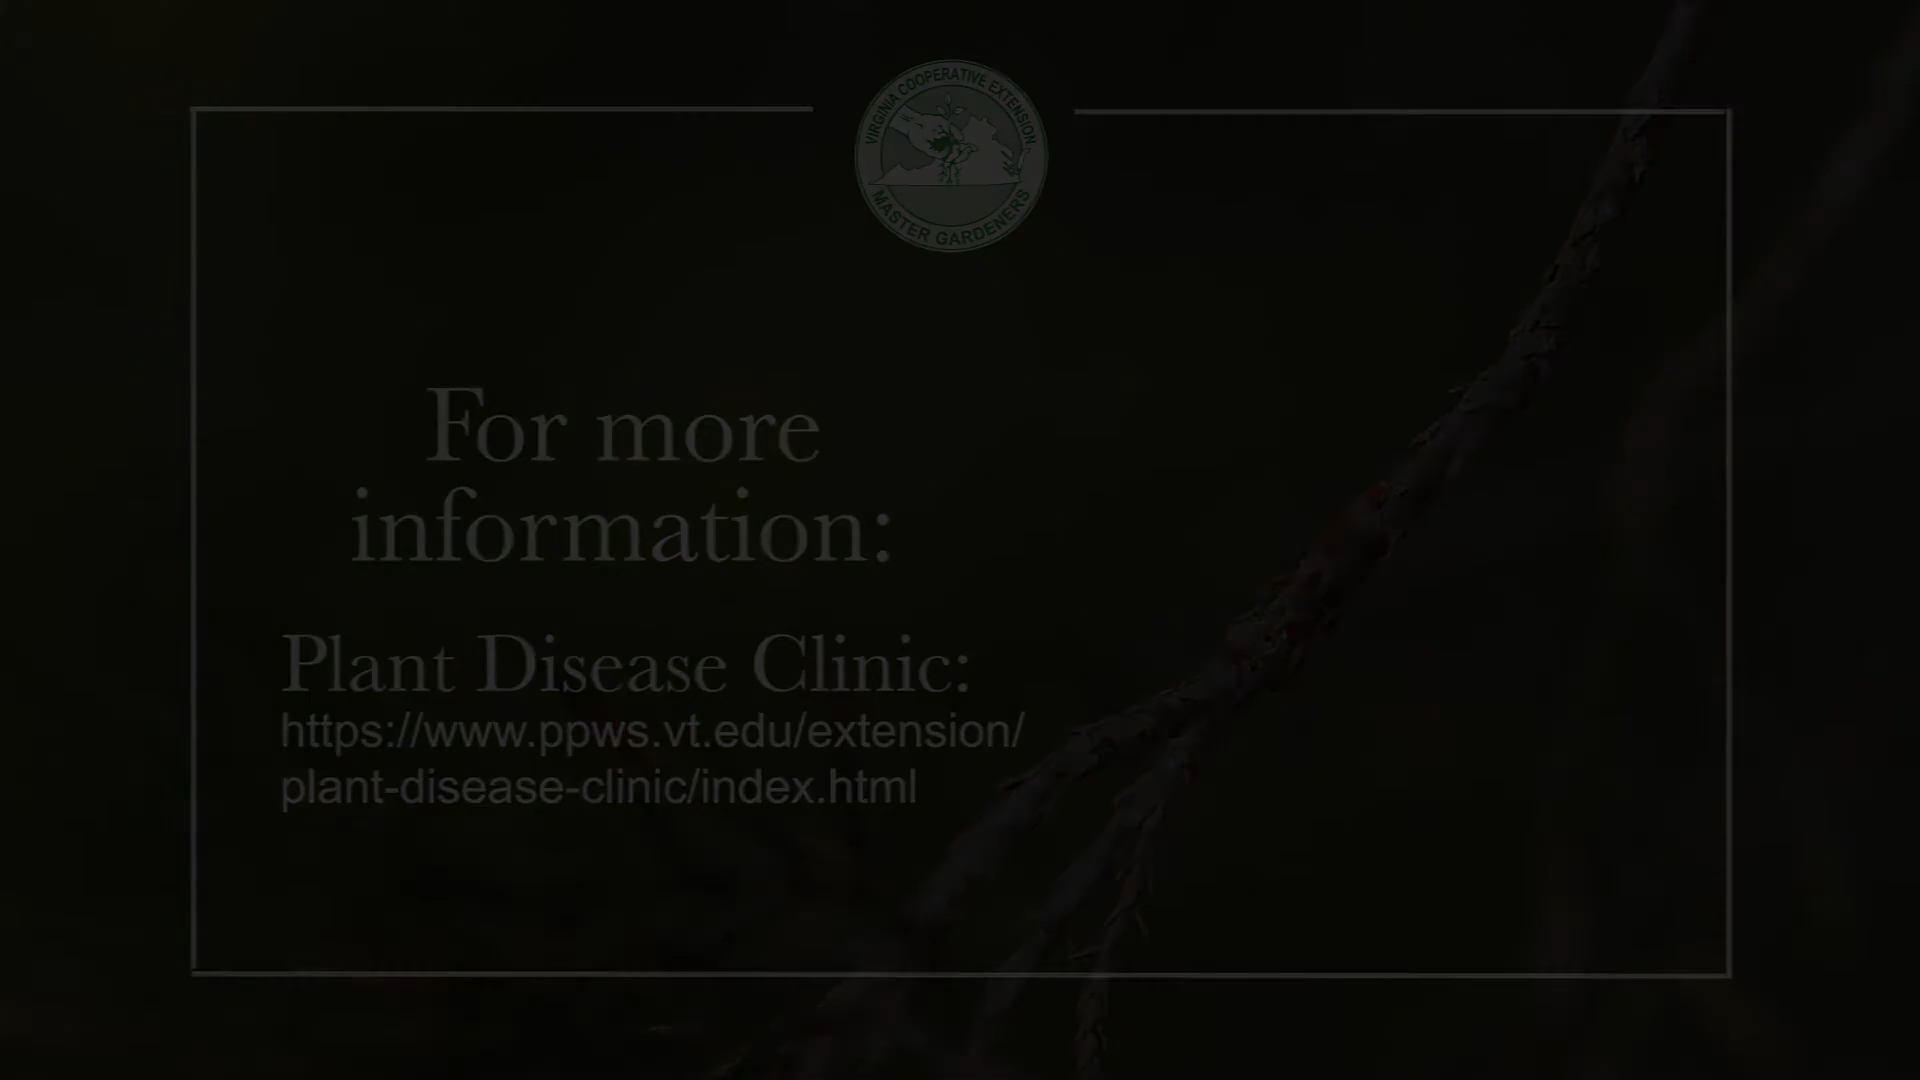 VIRGINIA COOPERATIVE EXTENSION
MASTER GARDENERS
For more
information:
Plant Disease Clinic:
https://www.ppws.vt.edu/extension/
plant-disease-clinic/index.html